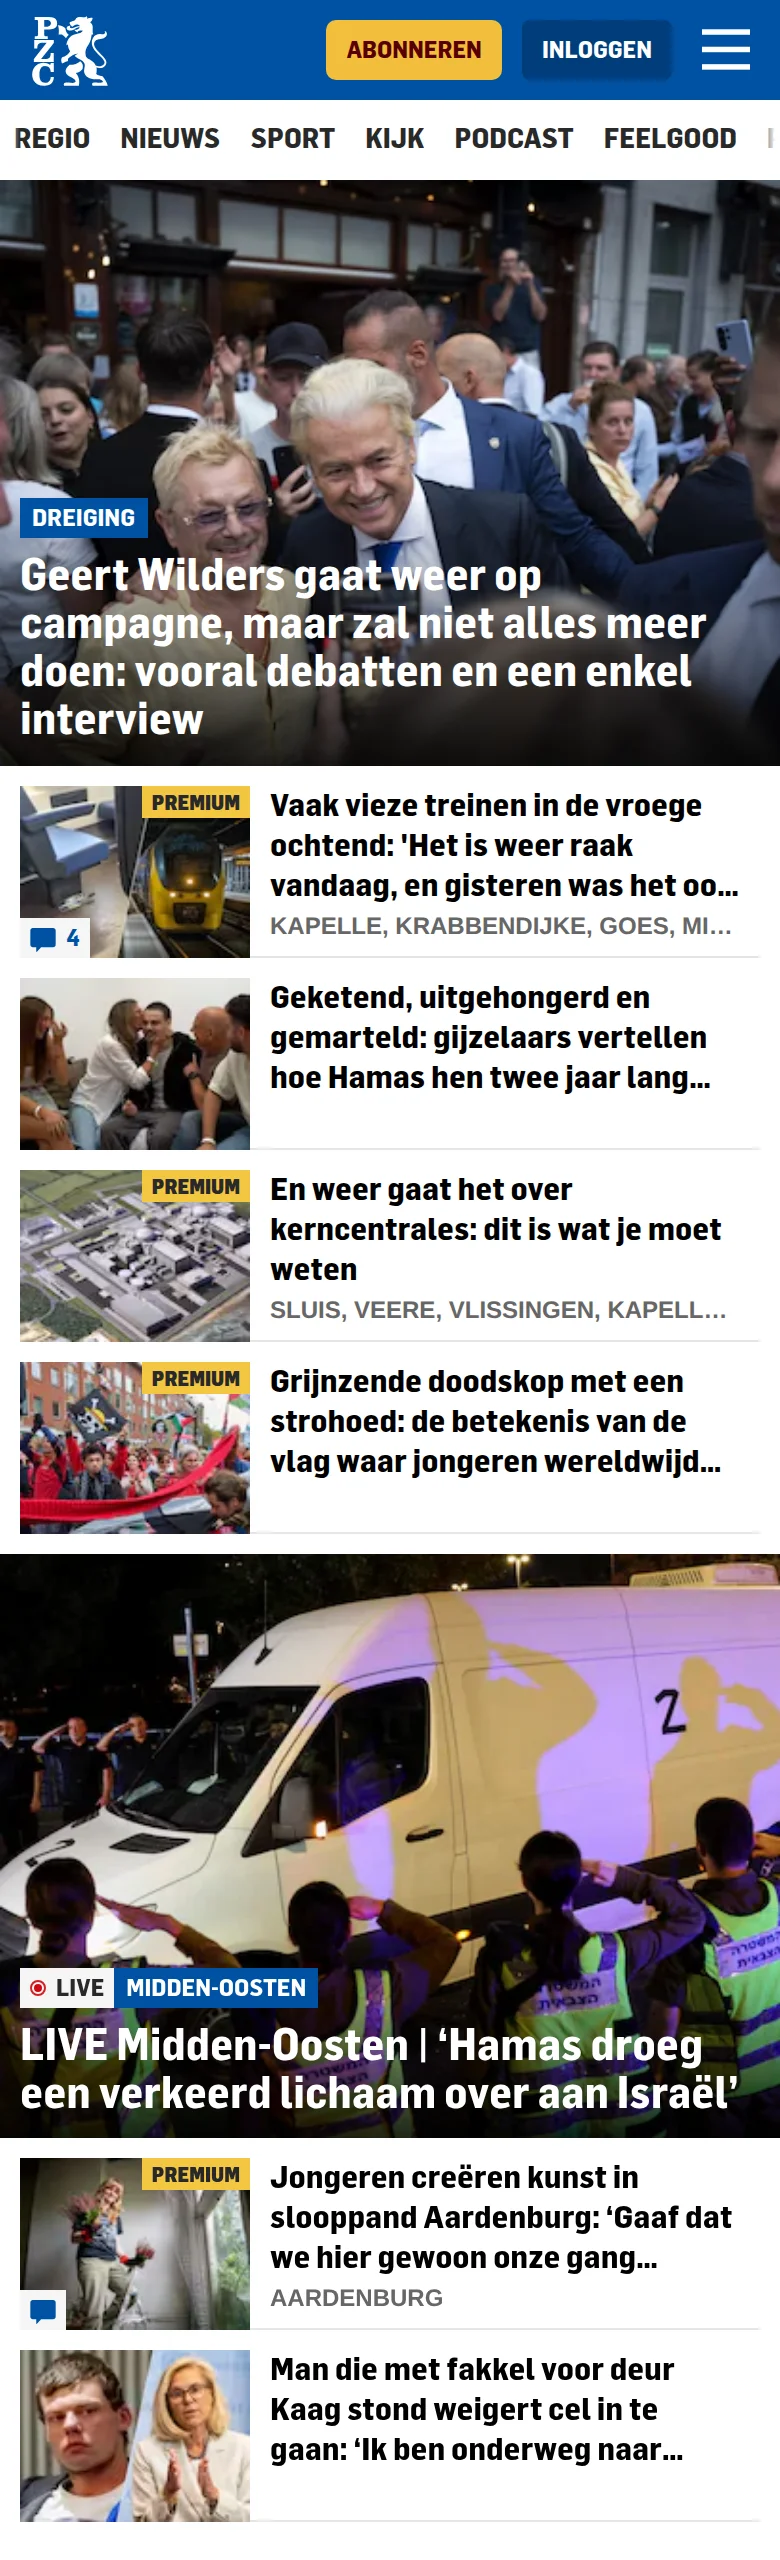 PZC
ABONNEREN
INLOGGEN
REGIO NIEUWS SPORT KIJK PODCAST FEELGOOD
DREIGING
Geert Wilders gaat weer op
campagne, maar zal niet alles meer
doen: vooral debatten en een enkel
interview
PREMIUM
4
Vaak vieze treinen in de vroege
ochtend: 'Het is weer raak
vandaag, en gisteren was het oo...
KAPELLE, KRABBENDIJKE, GOES, MI...
Geketend, uitgehongerd en
gemarteld: gijzelaars vertellen
hoe Hamas hen twee jaar lang...
PREMIUM
En weer gaat het over
kerncentrales: dit is wat je moet
weten
SLUIS, VEERE, VLISSINGEN, KAPELL...
PREMIUM
Grijnzende doodskop met een
strohoed: de betekenis van de
vlag waar jongeren wereldwijd...
2
המשטרה
הצבאית
LIVE MIDDEN-OOSTEN
LIVE Midden-Oosten | ‘Hamas droeg
een verkeerd lichaam over aan Israël’
PREMIUM
Jongeren creëren kunst in
slooppand Aardenburg: ‘Gaaf dat
we hier gewoon onze gang...
AARDENBURG
Man die met fakkel voor deur
Kaag stond weigert cel in te
gaan: ‘Ik ben onderweg naar...